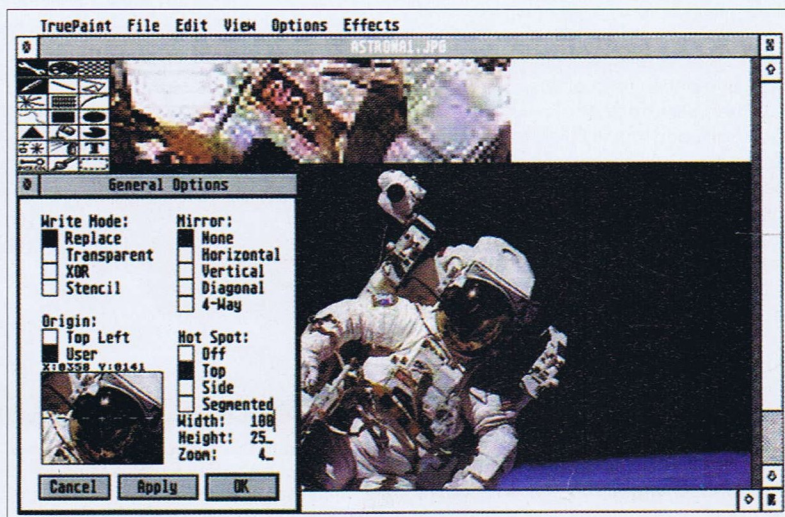 TruePaint File Edit View Options Effects
ASTRONA1.JPG
T
General Options
Write Mode:
Replace
Transparent
XOR
Stencil
Mirror:
None
Horizontal
Vertical
Diagonal
4-Way
Origin:
Top Left
User
X:0358 Y:0141
Hot Spot:
Off
Top
Side
Segmented
Width: 100
Height: 25_
Zoom: 4_
Cancel Apply OK